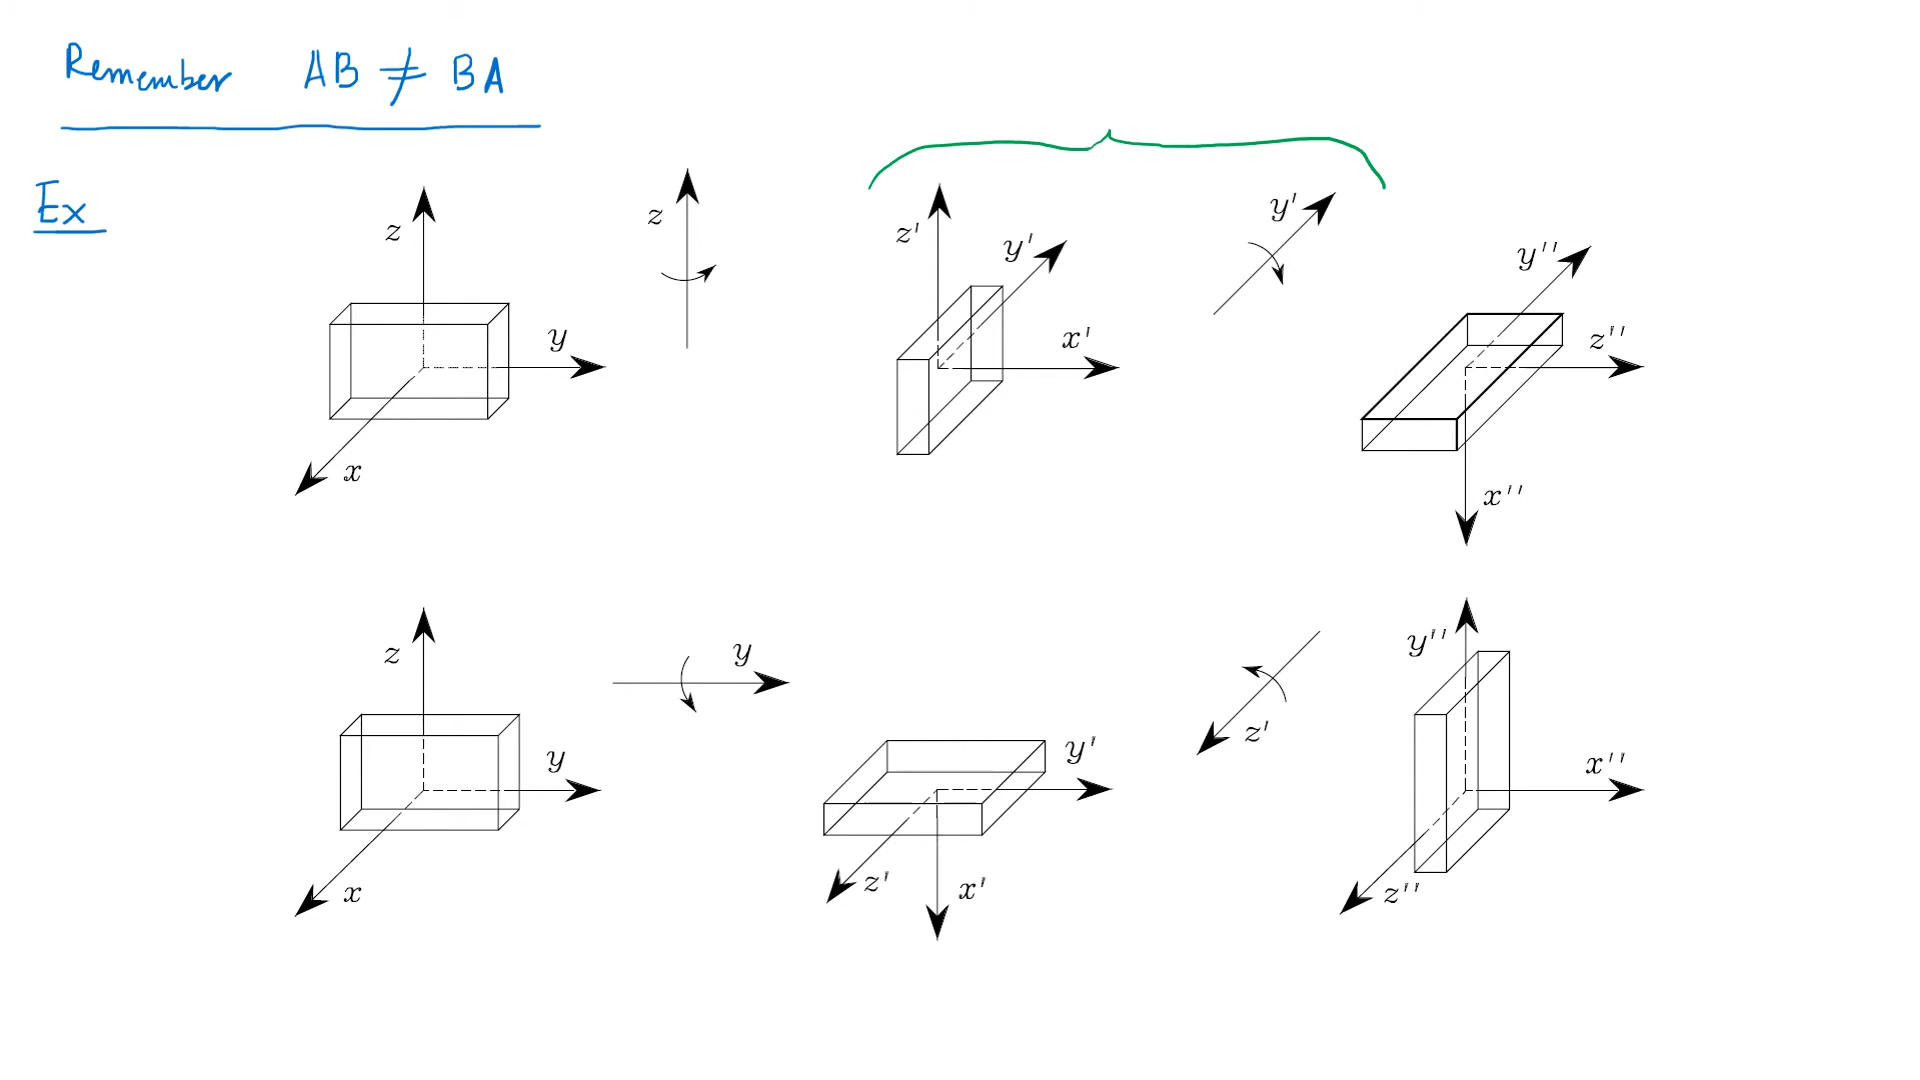 Remember AB ≠ BA
Ex
z
y
x
z
z'
y'
x'
y'
y''
z''
x''
z
y
x
y
y'
z'
x'
z'
y''
x''
z''